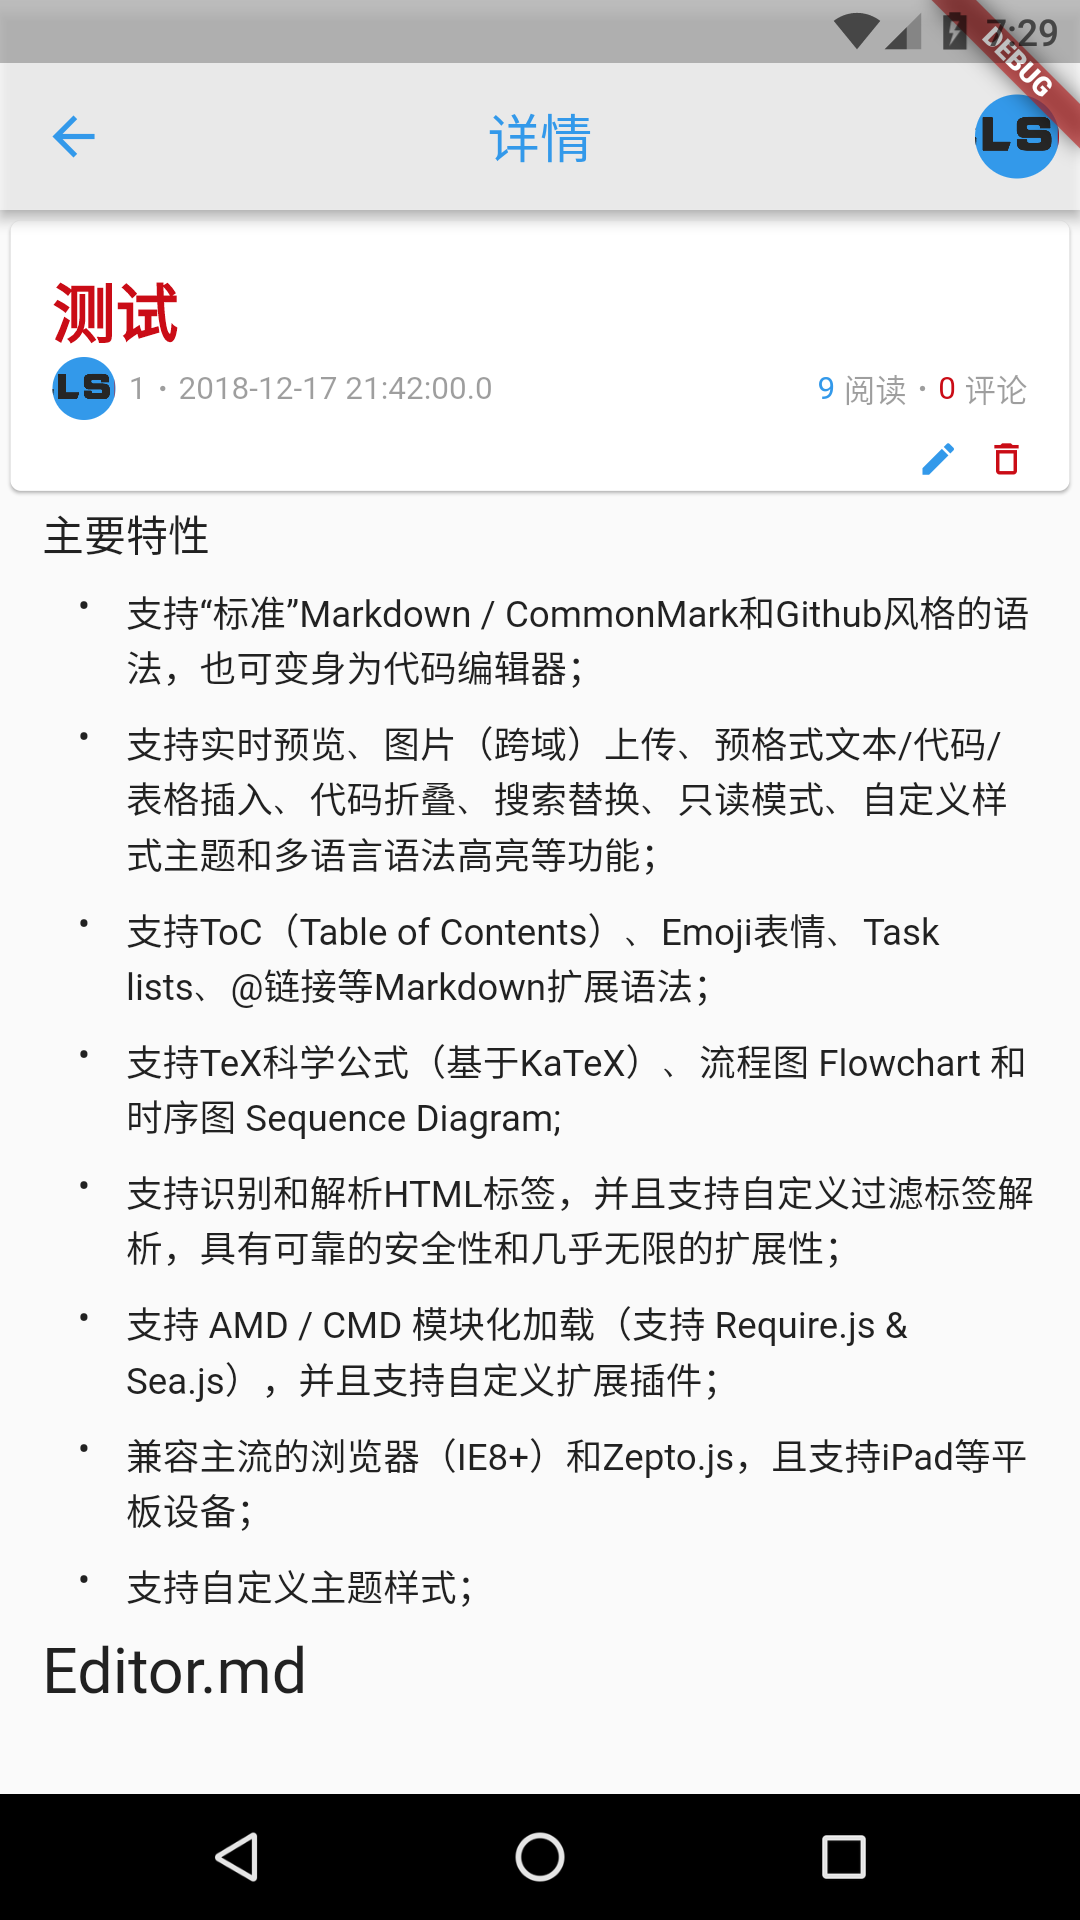 7:29
DEBUG
详情
LS
测试
LS 1 · 2018-12-17 21:42:00.0 9 阅读 · 0 评论
主要特性
• 支持“标准”Markdown / CommonMark和Github风格的语
法，也可变身为代码编辑器；
• 支持实时预览、图片（跨域）上传、预格式文本/代码/
表格插入、代码折叠、搜索替换、只读模式、自定义样
式主题和多语言语法高亮等功能；
• 支持ToC（Table of Contents）、Emoji表情、Task
lists、@链接等Markdown扩展语法；
• 支持TeX科学公式（基于KaTeX）、流程图 Flowchart 和
时序图 Sequence Diagram;
• 支持识别和解析HTML标签，并且支持自定义过滤标签解
析，具有可靠的安全性和几乎无限的扩展性；
• 支持 AMD / CMD 模块化加载（支持 Require.js &
Sea.js），并且支持自定义扩展插件；
• 兼容主流的浏览器（IE8+）和Zepto.js，且支持iPad等平
板设备；
• 支持自定义主题样式；
Editor.md